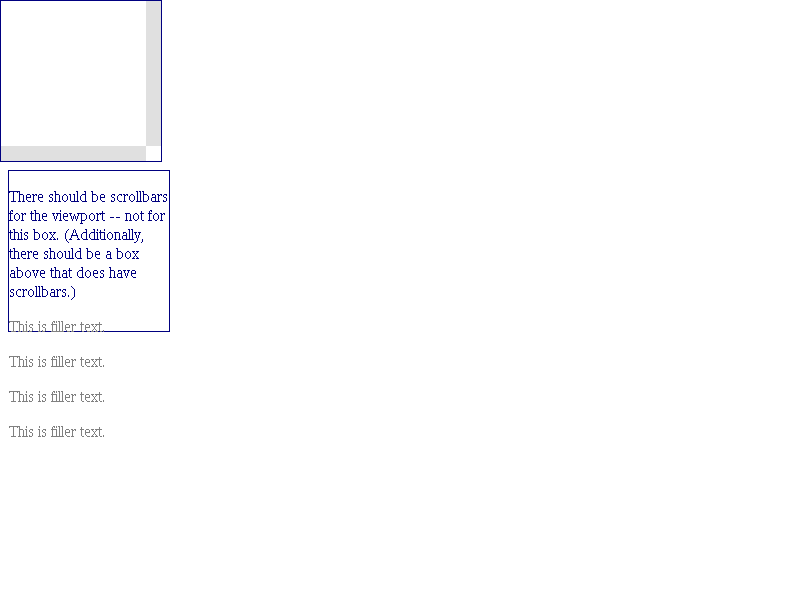 There should be scrollbars
for the viewport -- not for
this box. (Additionally,
there should be a box
above that does have
scrollbars.)
This is filler text.
This is filler text.
This is filler text.
This is filler text.